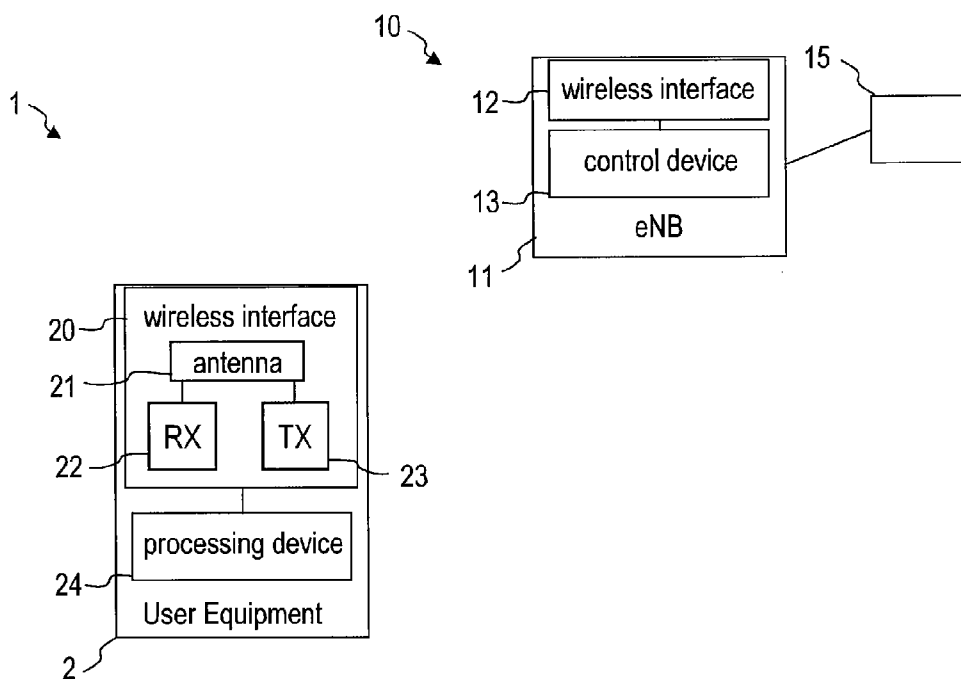 10
1
15
12
wireless interface
control device
13
eNB
11
20
wireless interface
antenna
21
RX
TX
22
23
processing device
24
User Equipment
2